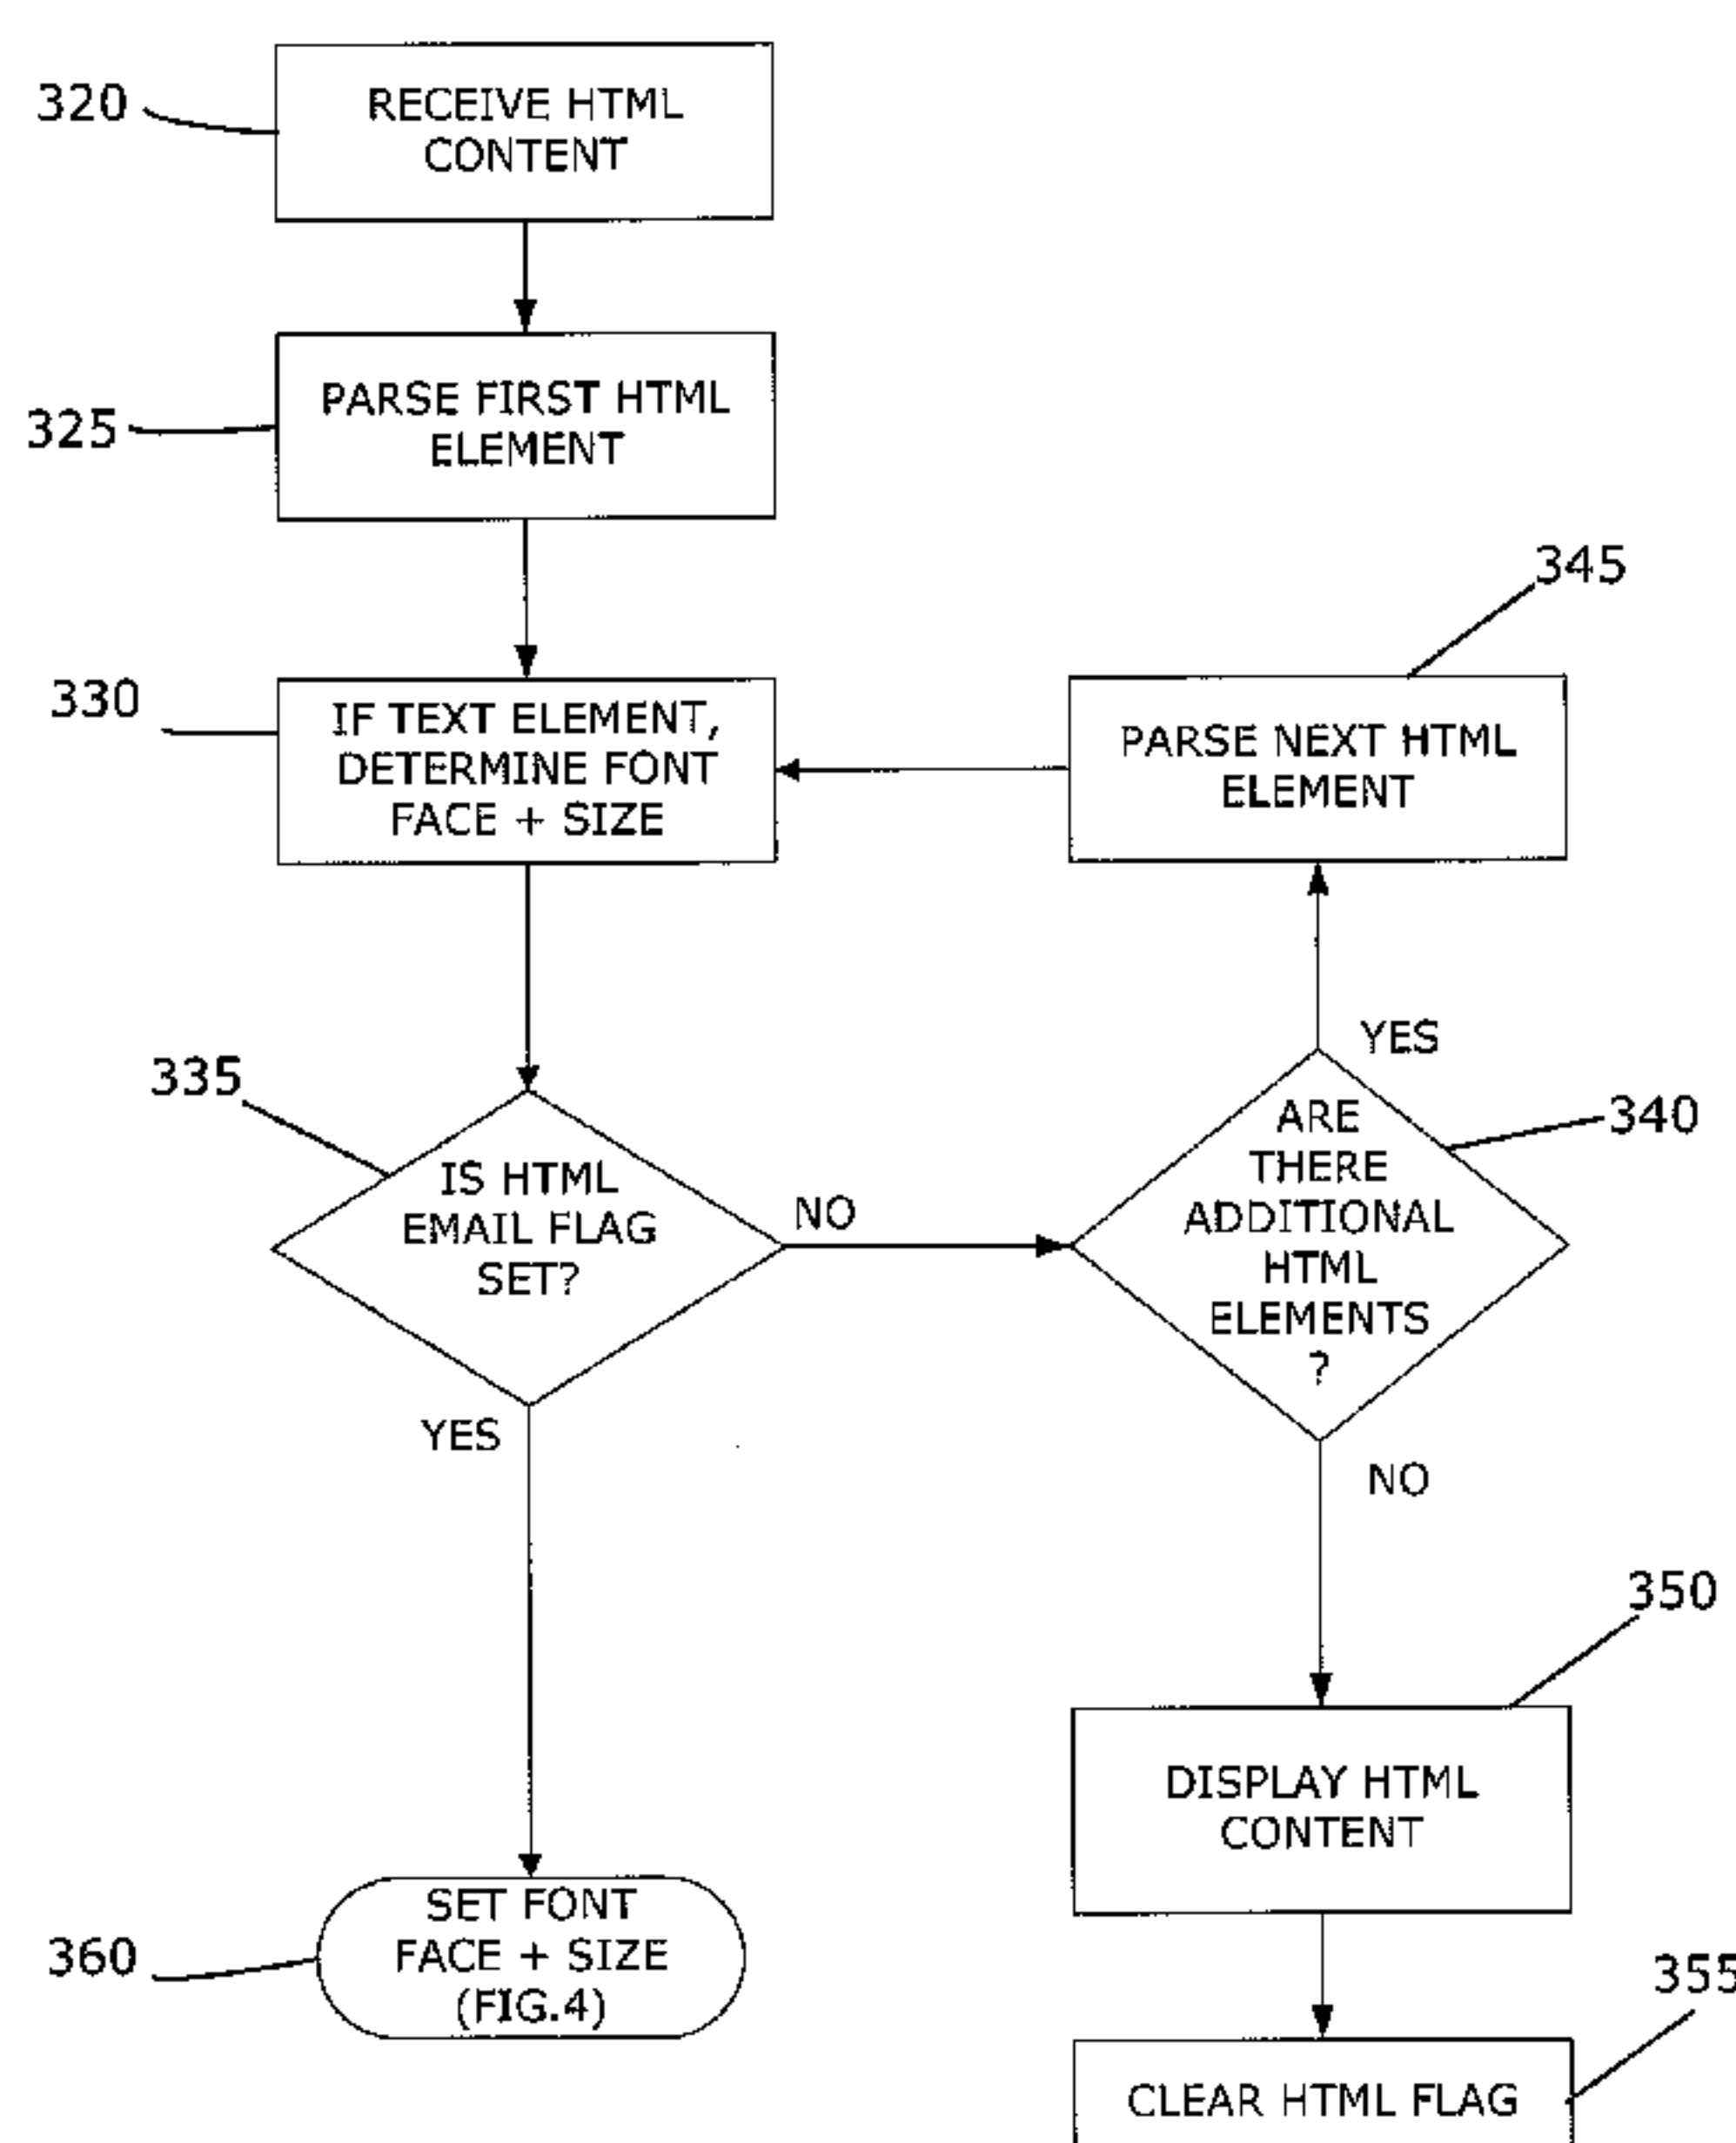 320
RECEIVE HTML
CONTENT
325
PARSE FIRST HTML
ELEMENT
330
IF TEXT ELEMENT,
DETERMINE FONT
FACE + SIZE
345
PARSE NEXT HTML
ELEMENT
335
IS HTML
EMAIL FLAG
SET?
NO
YES
340
ARE
THERE
ADDITIONAL
HTML
ELEMENTS
?
YES
NO
350
DISPLAY HTML
CONTENT
360
SET FONT
FACE + SIZE
(FIG.4)
355
CLEAR HTML FLAG